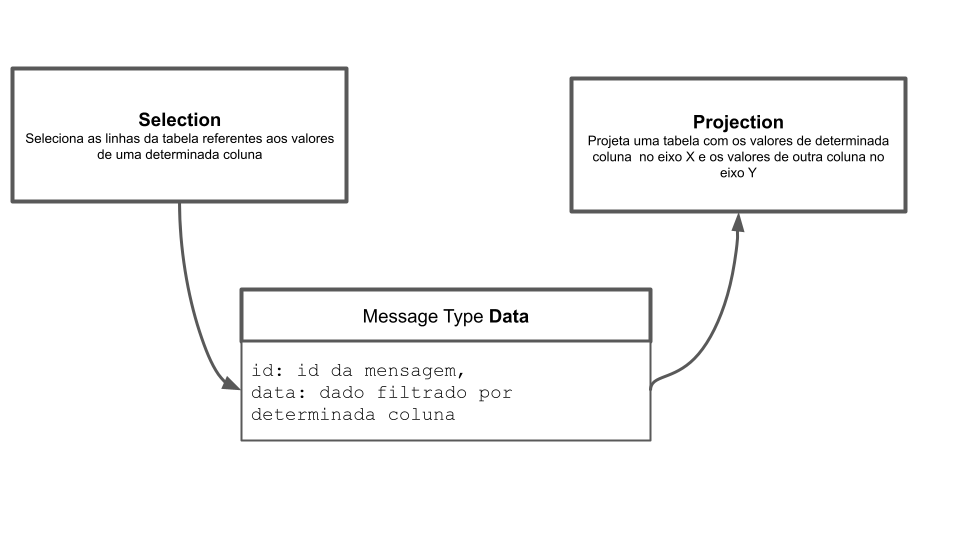 Selection
Seleciona as linhas da tabela referentes aos valores
de uma determinada coluna
Projection
Projeta uma tabela com os valores de determinada
coluna  no eixo X e os valores de outra coluna no
eixo Y
Message Type Data
id: id da mensagem,
data: dado filtrado por
determinada coluna